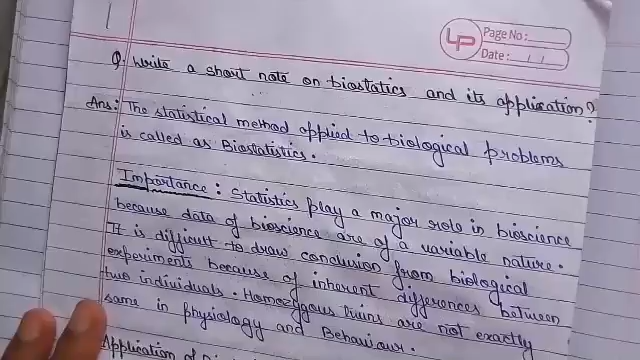 LP
Page No:
Date: / /
Q. Write a short note on biostatics and its application?
Ans: The statistical method applied to biological problems
is called as Biostatistics.
Importance: Statistics play a major role in bioscience
because data of bioscience are of a variable nature.
It is difficult to draw conclusion from biological
experiments because of inherent differences between
two individuals. Homozygous twins are not exactly
same in physiology and Behaviour.
Application of